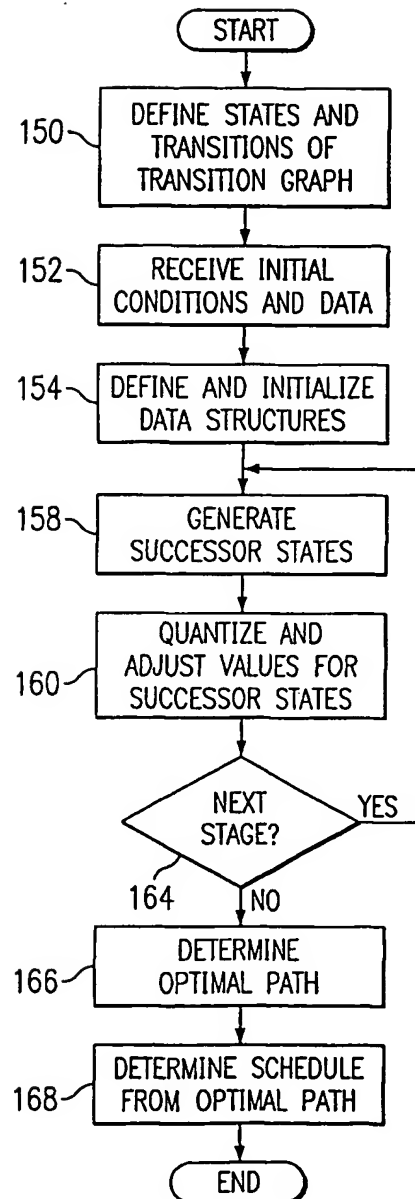 START
150
DEFINE STATES AND
TRANSITIONS OF
TRANSITION GRAPH
152
RECEIVE INITIAL
CONDITIONS AND DATA
154
DEFINE AND INITIALIZE
DATA STRUCTURES
158
GENERATE
SUCCESSOR STATES
160
QUANTIZE AND
ADJUST VALUES FOR
SUCCESSOR STATES
NEXT
STAGE?
YES
164
NO
166
DETERMINE
OPTIMAL PATH
168
DETERMINE SCHEDULE
FROM OPTIMAL PATH
END